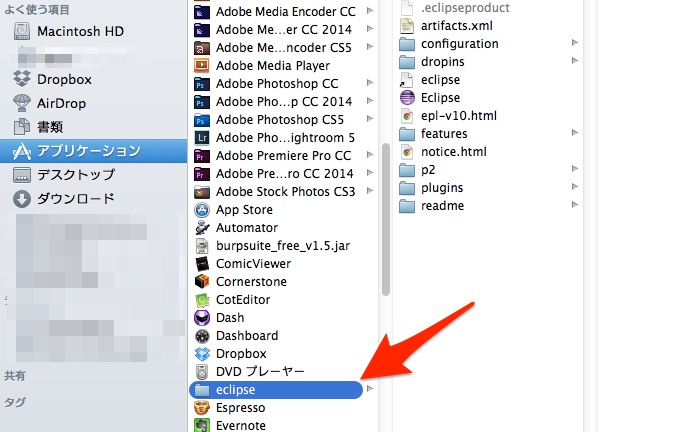 よく使う項目
Macintosh HD
Dropbox
AirDrop
書類
アプリケーション
デスクトップ
ダウンロード
共有
タグ
Adobe Media Encoder CC
Adobe Me...er CC 2014
Adobe Me...ncoder CS5
Adobe Media Player
Adobe Photoshop CC
Adobe Pho...p CC 2014
Adobe Photoshop CS5
Adobe Pho...ightroom 5
Adobe Premiere Pro CC
Adobe Pre...ro CC 2014
Adobe Stock Photos CS3
App Store
Automator
burpsuite_free_v1.5.jar
ComicViewer
Cornerstone
CotEditor
Dash
Dashboard
Dropbox
DVD プレーヤー
eclipse
Espresso
Evernote
.eclipseproduct
artifacts.xml
configuration
dropins
eclipse
Eclipse
epl-v10.html
features
notice.html
p2
plugins
readme